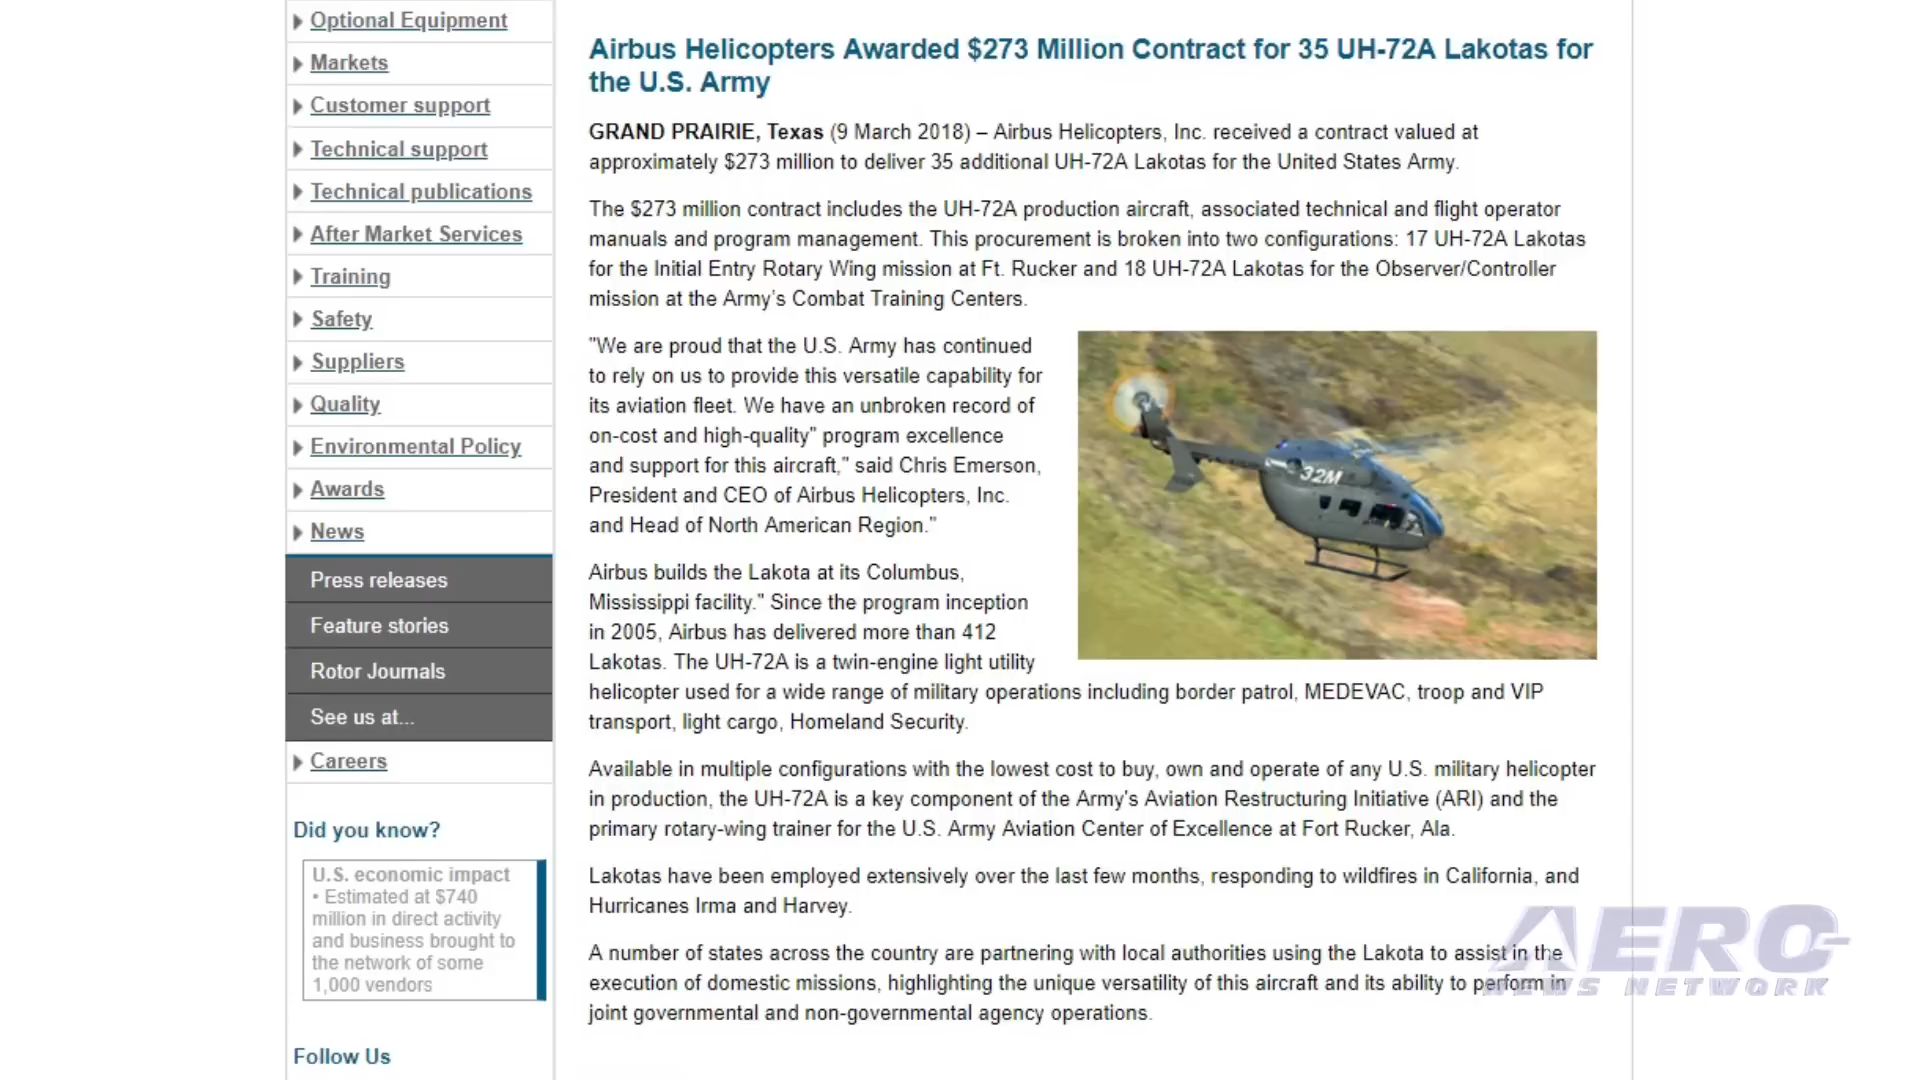 Optional Equipment
Markets
Customer support
Technical support
Technical publications
After Market Services
Training
Safety
Suppliers
Quality
Environmental Policy
Awards
News
Press releases
Feature stories
Rotor Journals
See us at...
Careers
Did you know?
U.S. economic impact
• Estimated at $740
million in direct activity
and business brought to
the network of some
1,000 vendors
Follow Us
Airbus Helicopters Awarded $273 Million Contract for 35 UH-72A Lakotas for
the U.S. Army
GRAND PRAIRIE, Texas (9 March 2018) – Airbus Helicopters, Inc. received a contract valued at
approximately $273 million to deliver 35 additional UH-72A Lakotas for the United States Army.
The $273 million contract includes the UH-72A production aircraft, associated technical and flight operator
manuals and program management. This procurement is broken into two configurations: 17 UH-72A Lakotas
for the Initial Entry Rotary Wing mission at Ft. Rucker and 18 UH-72A Lakotas for the Observer/Controller
mission at the Army's Combat Training Centers.
"We are proud that the U.S. Army has continued
to rely on us to provide this versatile capability for
its aviation fleet. We have an unbroken record of
on-cost and high-quality" program excellence
and support for this aircraft," said Chris Emerson,
President and CEO of Airbus Helicopters, Inc.
and Head of North American Region."
32M
Airbus builds the Lakota at its Columbus,
Mississippi facility." Since the program inception
in 2005, Airbus has delivered more than 412
Lakotas. The UH-72A is a twin-engine light utility
helicopter used for a wide range of military operations including border patrol, MEDEVAC, troop and VIP
transport, light cargo, Homeland Security.
Available in multiple configurations with the lowest cost to buy, own and operate of any U.S. military helicopter
in production, the UH-72A is a key component of the Army's Aviation Restructuring Initiative (ARI) and the
primary rotary-wing trainer for the U.S. Army Aviation Center of Excellence at Fort Rucker, Ala.
Lakotas have been employed extensively over the last few months, responding to wildfires in California, and
Hurricanes Irma and Harvey.
A number of states across the country are partnering with local authorities using the Lakota to assist in the
execution of domestic missions, highlighting the unique versatility of this aircraft and its ability to perform in
joint governmental and non-governmental agency operations.
AERO-
NEWS NETWORK